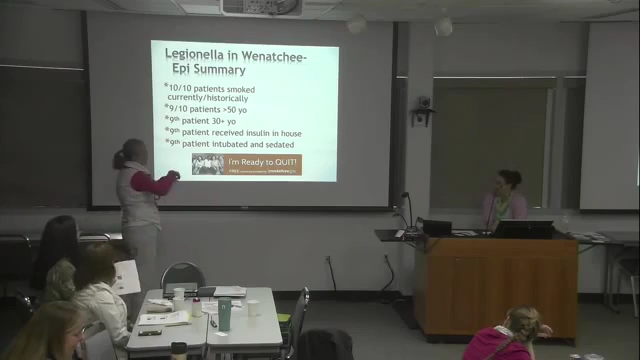 Legionella in Wenatchee-
Epi Summary
*10/10 patients smoked
currently/historically
*9/10 patients >50 yo
*9th patient 30+ yo
*9th patient received insulin in house
*9th patient intubated and sedated
I'm Ready to QUIT!